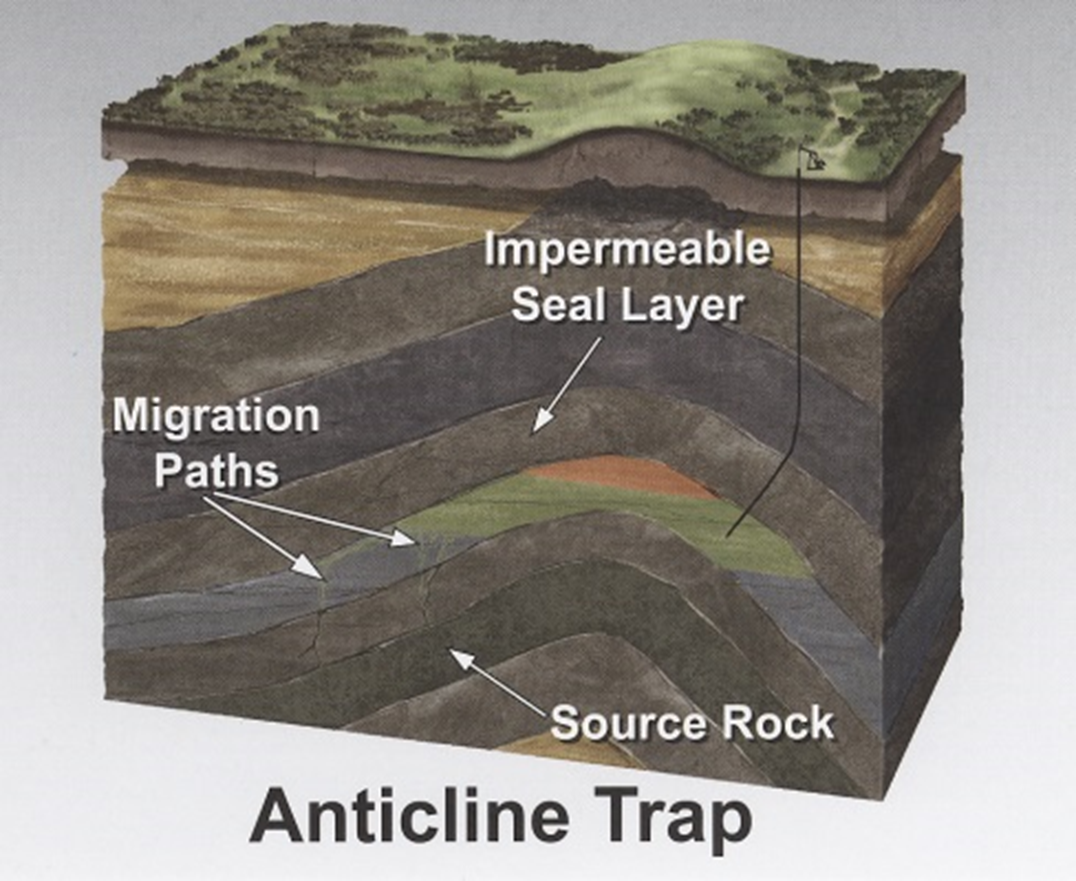 Impermeable
Seal Layer
Migration
Paths
Source Rock
Anticline Trap